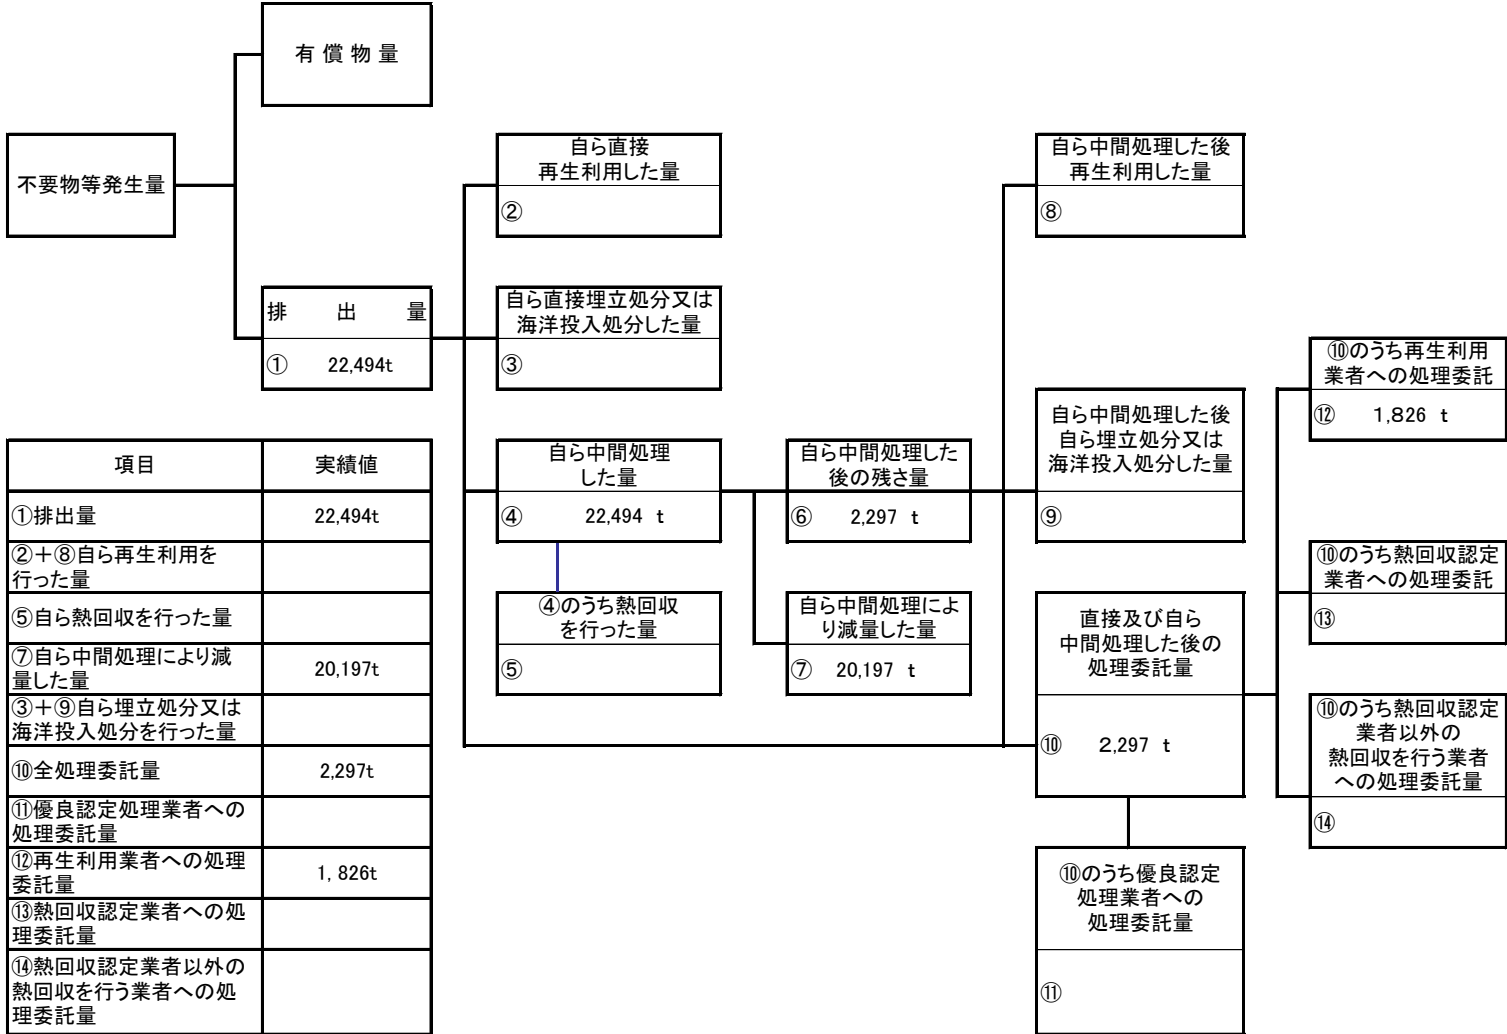 有 償 物 量
不要物等発生量
排 出 量
① 22,494t
自ら直接
再生利用した量
②
自ら直接埋立処分又は
海洋投入処分した量
③
自ら中間処理
した量
④ 22,494 t
④のうち熱回収
を行った量
⑤
自ら中間処理した
後の残さ量
⑥ 2,297 t
自ら中間処理によ
り減量した量
⑦ 20,197 t
自ら中間処理した後
再生利用した量
⑧
自ら中間処理した後
自ら埋立処分又は
海洋投入処分した量
⑨
直接及び自ら
中間処理した後の
処理委託量
⑩ 2,297 t
⑩のうち優良認定
処理業者への
処理委託量
⑪
⑩のうち再生利用
業者への処理委託
⑫ 1,826 t
⑩のうち熱回収認定
業者への処理委託
⑬
⑩のうち熱回収認定
業者以外の
熱回収を行う業者
への処理委託量
⑭
項目 実績値
①排出量 22,494t
②+⑧自ら再生利用を
行った量
⑤自ら熱回収を行った量
⑦自ら中間処理により減
量した量 20,197t
③+⑨自ら埋立処分又は
海洋投入処分を行った量
⑩全処理委託量 2,297t
⑪優良認定処理業者への
処理委託量
⑫再生利用業者への処理
委託量 1, 826t
⑬熱回収認定業者への処
理委託量
⑭熱回収認定業者以外の
熱回収を行う業者への処
理委託量